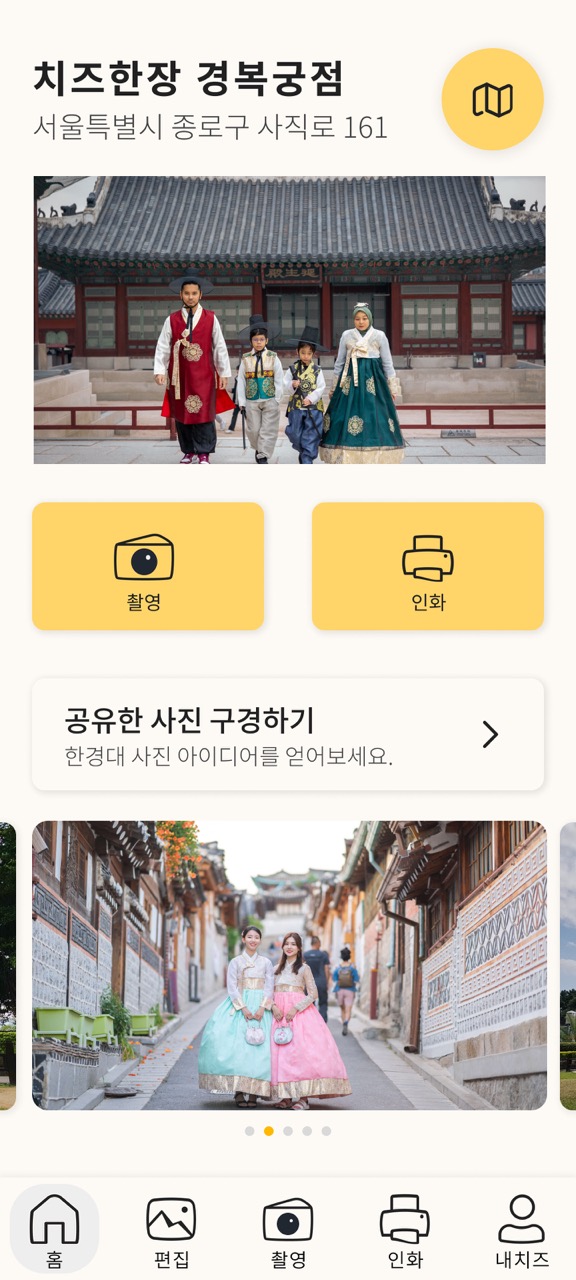 치즈한장 경복궁점
서울특별시 종로구 사직로 161
촬영
인화
공유한 사진 구경하기
한경대 사진 아이디어를 얻어보세요.
홈
편집
촬영
인화
내치즈